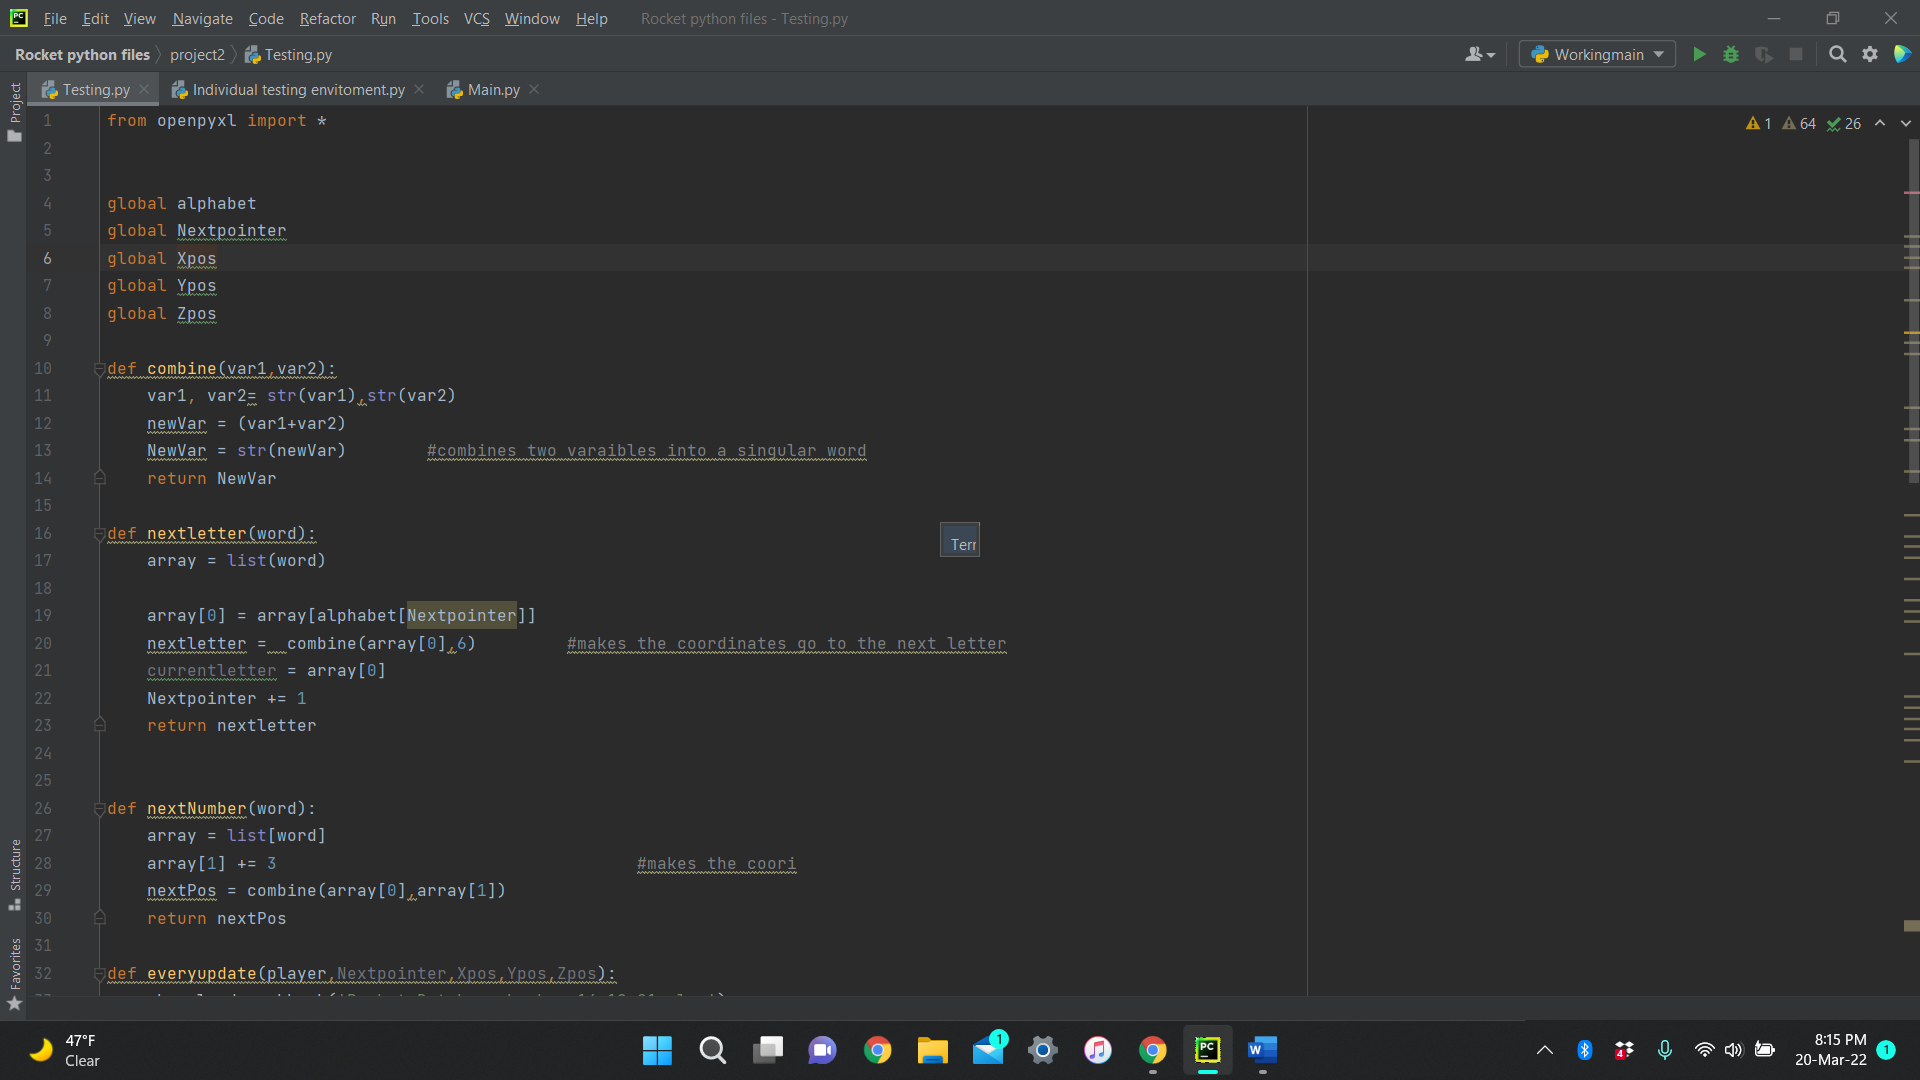 PC File Edit View Navigate Code Refactor Run Tools VCS Window Help Rocket python files - Testing.py
Rocket python files project2 Testing.py Workingmain
Testing.py Individual testing envitoment.py Main.py
Project
1 from openpyxl import * 1 64 26
2
3
4 global alphabet
5 global Nextpointer
6 global Xpos
7 global Ypos
8 global Zpos
9
10 def combine(var1,var2):
11 var1, var2= str(var1),str(var2)
12 newVar = (var1+var2)
13 NewVar = str(newVar) #combines two varaibles into a singular word
14 return NewVar
15
16 def nextletter(word):
17 array = list(word)
18
19 array[0] = array[alphabet[Nextpointer]]
20 nextletter = combine(array[0],6) #makes the coordinates go to the next letter
21 currentletter = array[0]
22 Nextpointer += 1
23 return nextletter
24
25
26 def nextNumber(word):
27 array = list[word]
28 array[1] += 3 #makes the coori
29 nextPos = combine(array[0],array[1])
30 return nextPos
31
32 def everyupdate(player,Nextpointer,Xpos,Ypos,Zpos):
Structure
Favorites
47°F
Clear
1
4
PC
W
8:15 PM
20-Mar-22
1